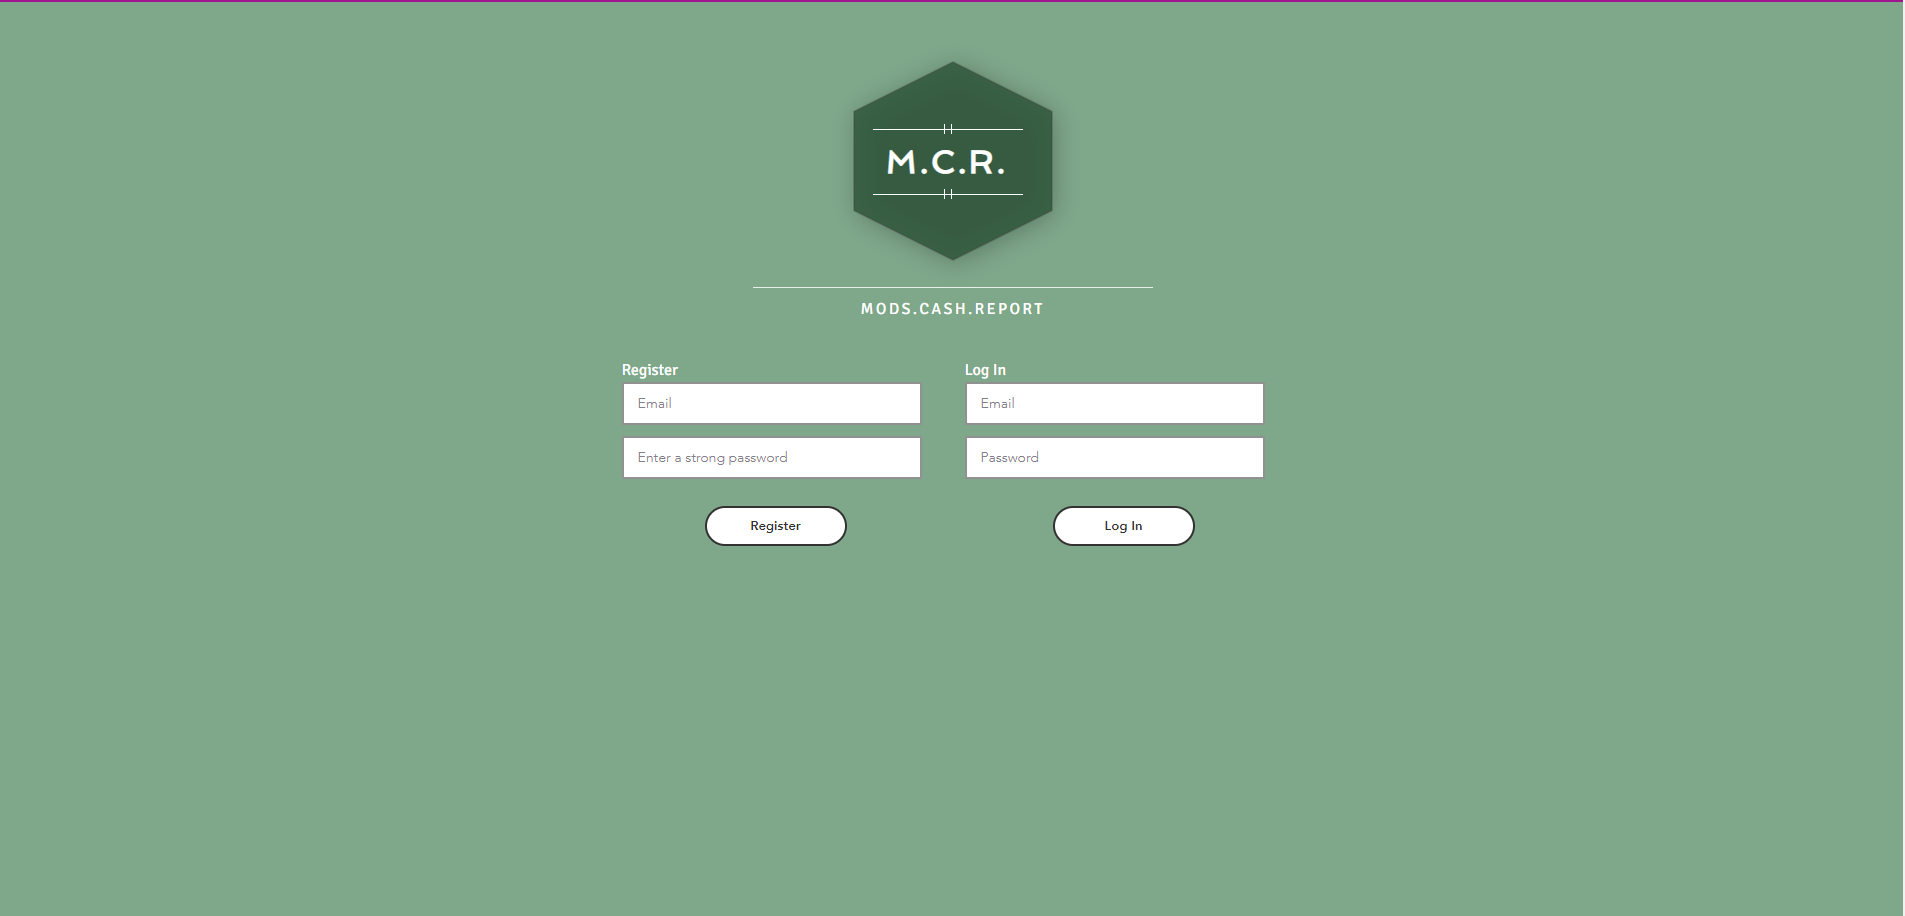 M.C.R.
MODS.CASH.REPORT
Register
Email
Enter a strong password
Register
Log In
Email
Password
Log In